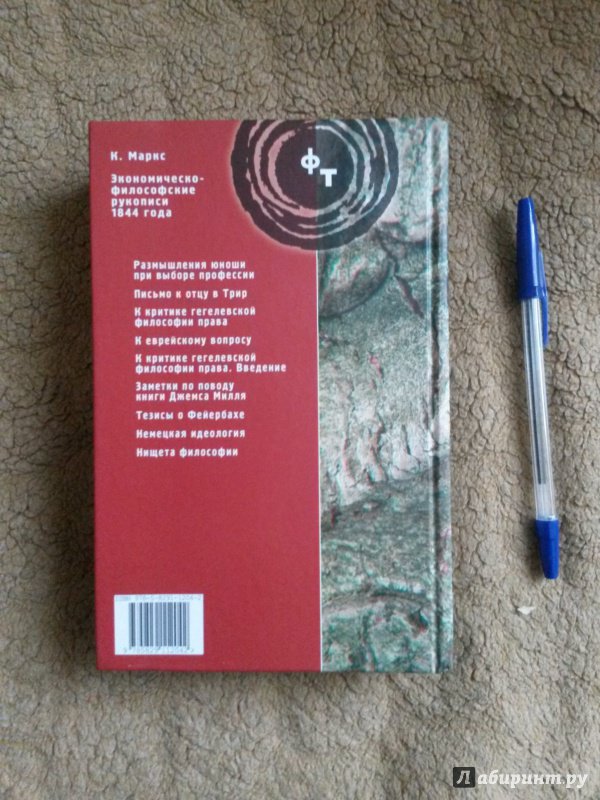 ф
т
К. Маркс
Экономическо-
философские
рукописи
1844 года
Размышления юноши
при выборе профессии
Письмо к отцу в Трир
К критике гегелевской
философии права
К еврейскому вопросу
К критике гегелевской
философии права. Введение
Заметки по поводу
книги Джемса Милля
Тезисы о Фейербахе
Немецкая идеология
Нищета философии
Лабиринт.ру